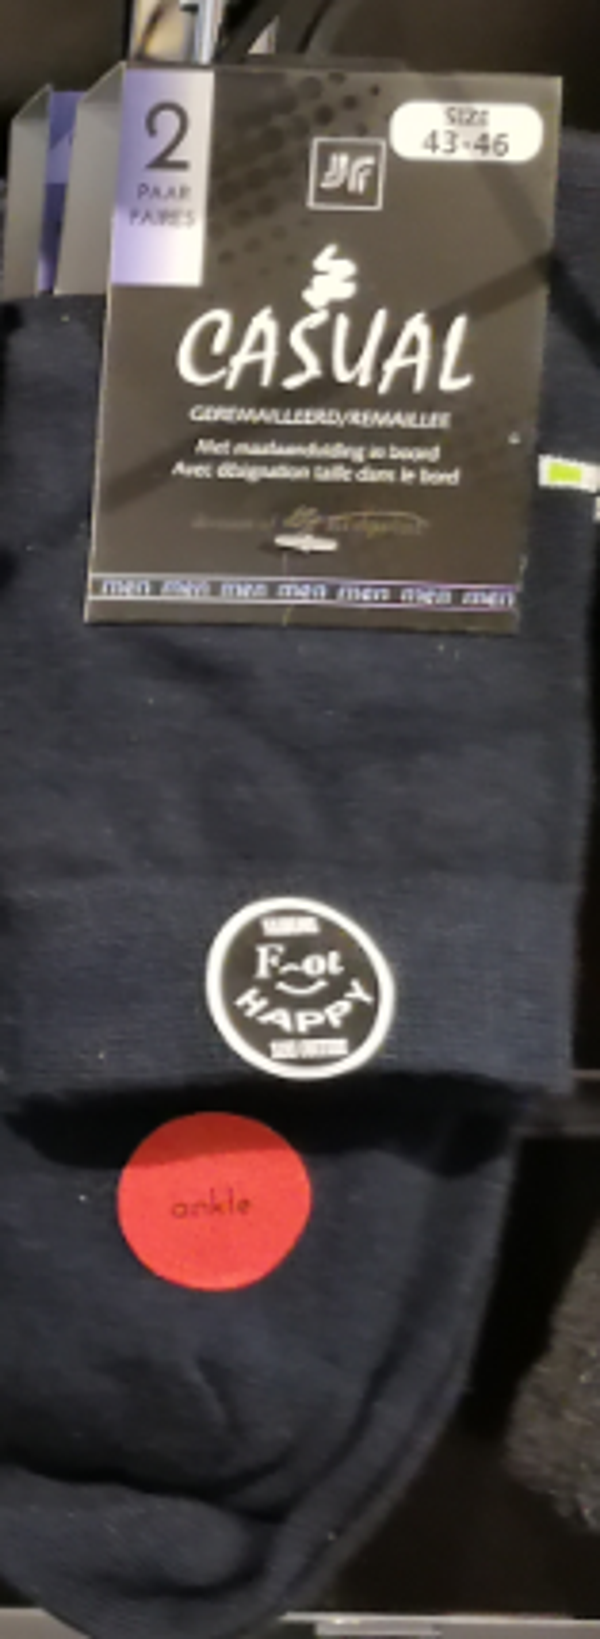 2
PAAR
PAIRES
SIZE
43-46
CASUAL
GEREMAILLEERD/REMAILLEE
Met maataanduiding in boord
Avec désignation taille dans le bord
men men men men men men men
F-ot
HAPPY
ankle